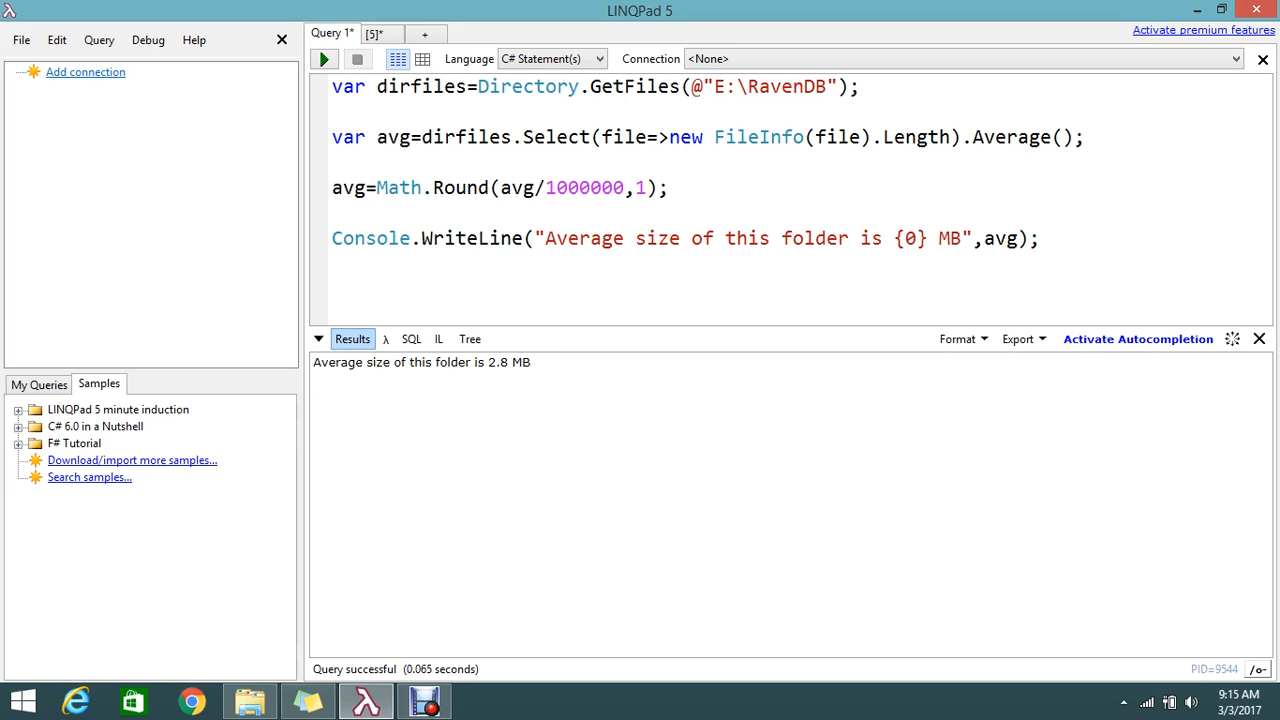 LINQPad 5
File Edit Query Debug Help
Add connection
Query 1* [5]* +
Activate premium features
Language C# Statement(s) Connection <None>
var dirfiles=Directory.GetFiles(@"E:\RavenDB");
var avg=dirfiles.Select(file=>new FileInfo(file).Length).Average();
avg=Math.Round(avg/1000000,1);
Console.WriteLine("Average size of this folder is {0} MB",avg);
Results λ SQL IL Tree
Format Export Activate Autocompletion
Average size of this folder is 2.8 MB
My Queries Samples
LINQPad 5 minute induction
C# 6.0 in a Nutshell
F# Tutorial
Download/import more samples...
Search samples...
Query successful (0.065 seconds)
PID=9544 /o-
9:15 AM
3/3/2017